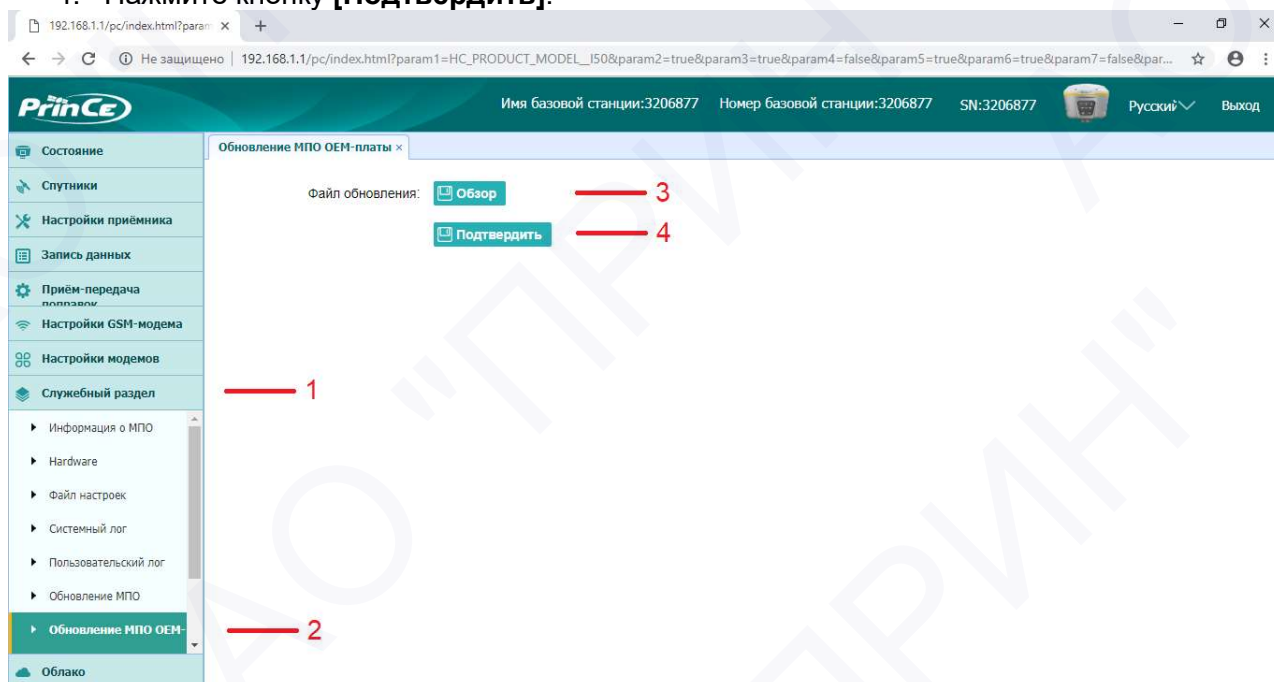 4. Нажмите кнопку [Подтвердить].
192.168.1.1/pc/index.html?param
Не защищено | 192.168.1.1/pc/index.html?param1=HC_PRODUCT_MODEL__I50&param2=true&param3=true&param4=false&param5=true&param6=true&param7=false&par...
PrinCE
Имя базовой станции:3206877 Номер базовой станции:3206877 SN:3206877 Русский Выход
Состояние
Обновление МПО OEM-платы ×
Спутники
Файл обновления: Обзор 3
Настройки приёмника
Подтвердить 4
Запись данных
Приём-передача
поправок
Настройки GSM-модема
Настройки модемов
Служебный раздел 1
Информация о МПО
Hardware
Файл настроек
Системный лог
Пользовательский лог
Обновление МПО
Обновление МПО OEM- 2
Облако
АО "ПРИН"